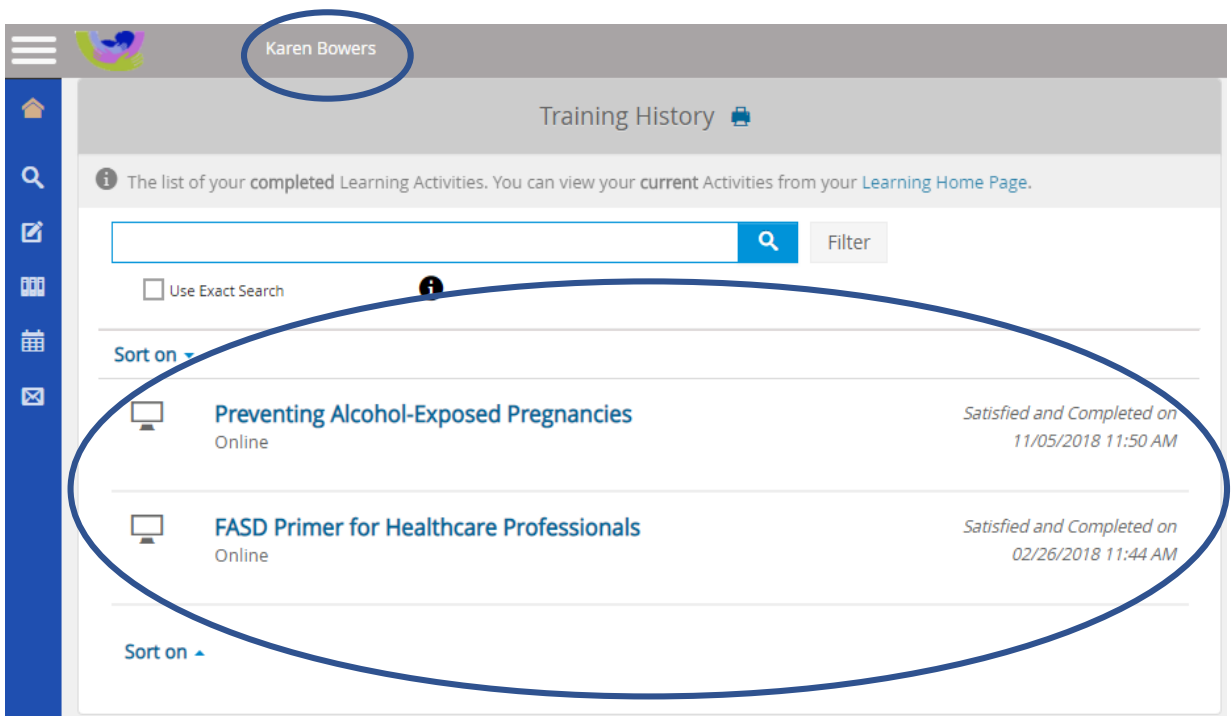 Karen Bowers
Training History
The list of your completed Learning Activities. You can view your current Activities from your Learning Home Page.
Filter
Use Exact Search
Sort on
Preventing Alcohol-Exposed Pregnancies
Online
Satisfied and Completed on
11/05/2018 11:50 AM
FASD Primer for Healthcare Professionals
Online
Satisfied and Completed on
02/26/2018 11:44 AM
Sort on